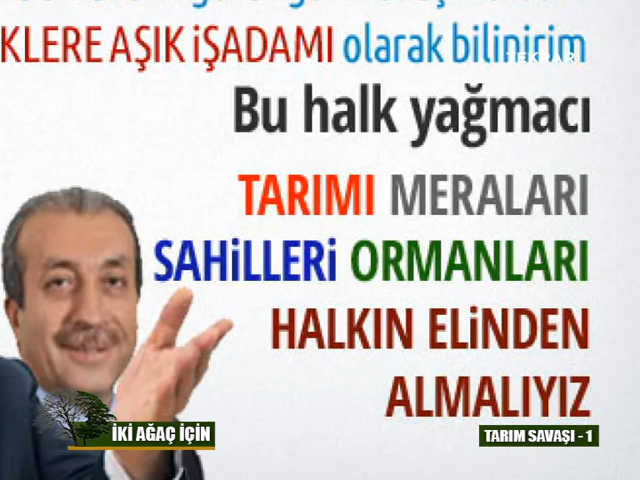 KLERE AŞIK İŞADAMI olarak bilinirim
TEKRAR
Bu halk yağmacı
TARIMI MERALARI
SAHİLLERİ ORMANLARI
HALKIN ELİNDEN
ALMALIYIZ
İKİ AĞAÇ İÇİN
TARIM SAVAŞI - 1